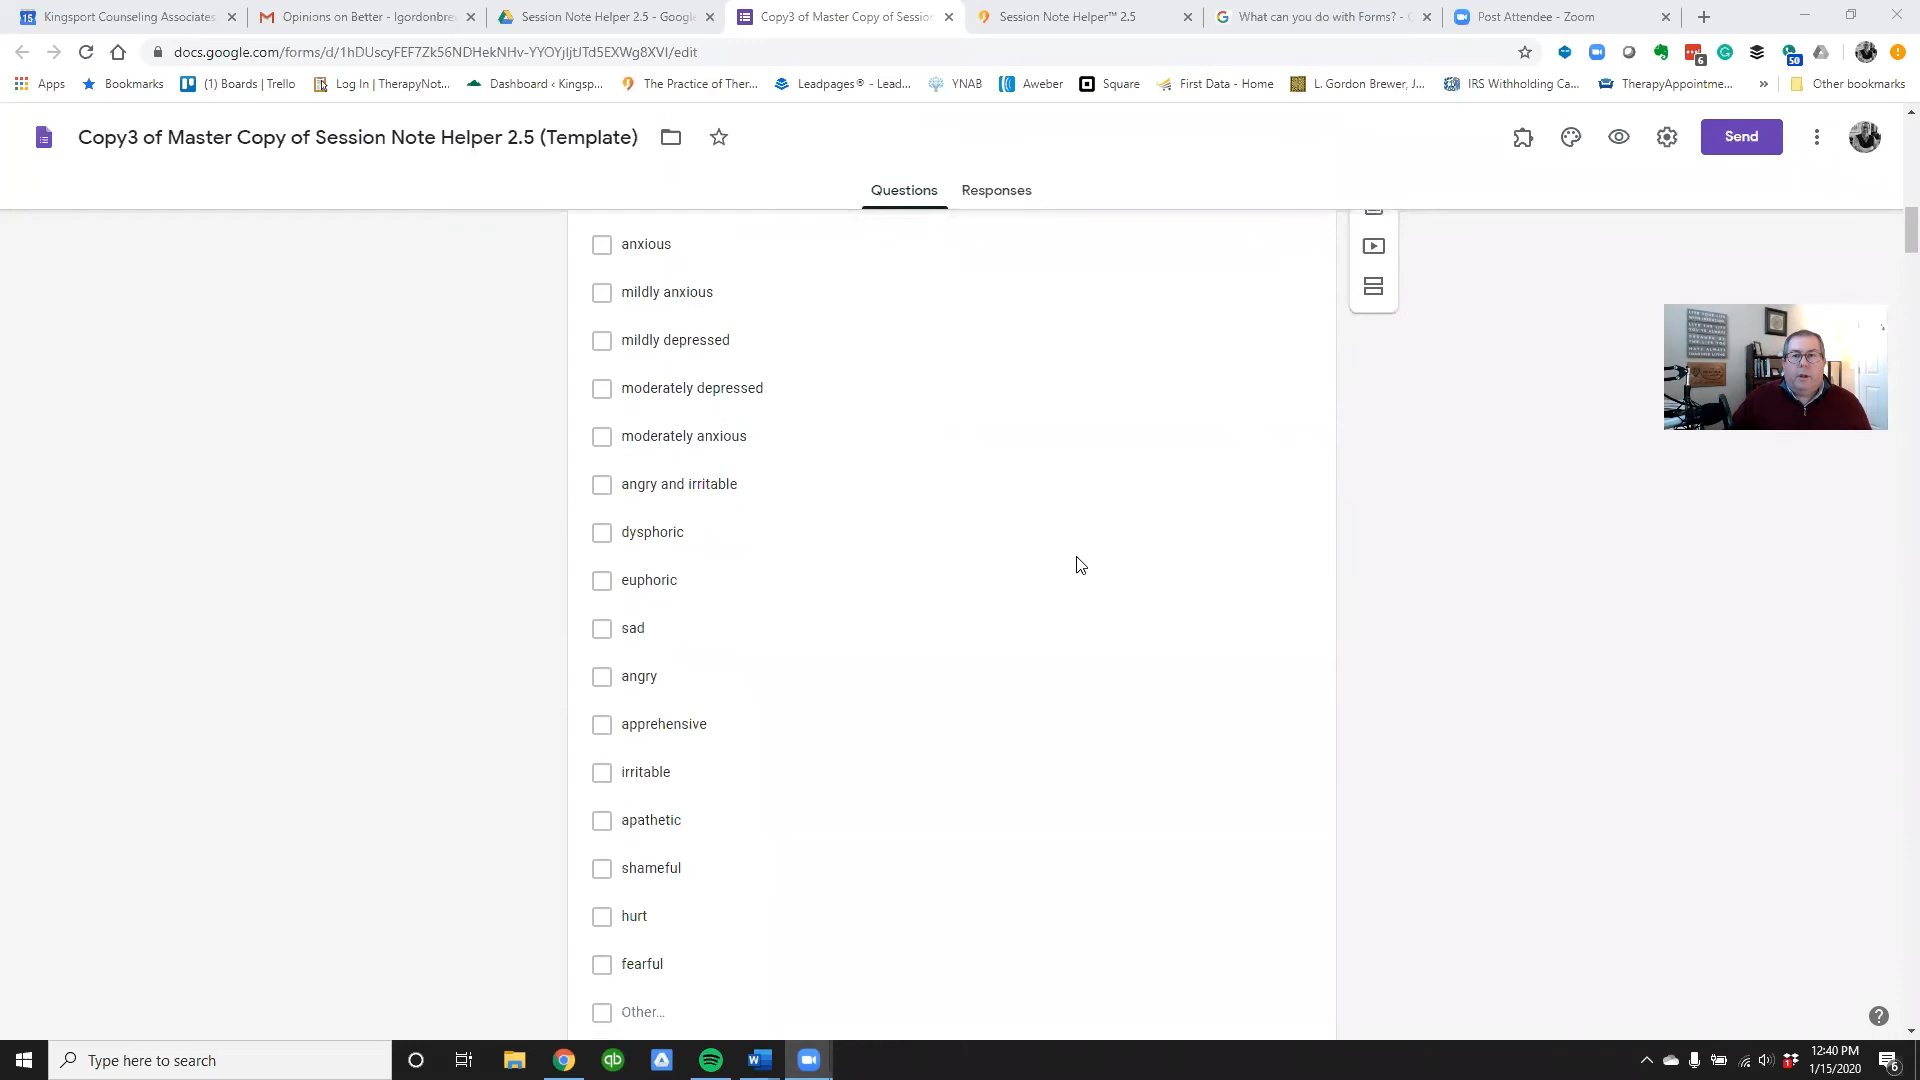 Kingsport Counseling Associates
Opinions on Better - lgordonbre
Session Note Helper 2.5 - Google
Copy3 of Master Copy of Session
Session Note Helper™ 2.5
What can you do with Forms? -
Post Attendee - Zoom
docs.google.com/forms/d/1hDUscyFEF7Zk56NDHekNHv-YYOYjIjtJTd5EXWg8XVI/edit
6
50
Apps
Bookmarks
(1) Boards | Trello
Log In | TherapyNot...
Dashboard ‹ Kingsp...
The Practice of Ther...
Leadpages® - Lead...
YNAB
Aweber
Square
First Data - Home
L. Gordon Brewer, J...
IRS Withholding Ca...
TherapyAppointme...
»
Other bookmarks
Copy3 of Master Copy of Session Note Helper 2.5 (Template)
Send
Questions
Responses
anxious
mildly anxious
mildly depressed
moderately depressed
moderately anxious
angry and irritable
dysphoric
euphoric
sad
angry
apprehensive
irritable
apathetic
shameful
hurt
fearful
Other...
Type here to search
12:40 PM
1/15/2020
6